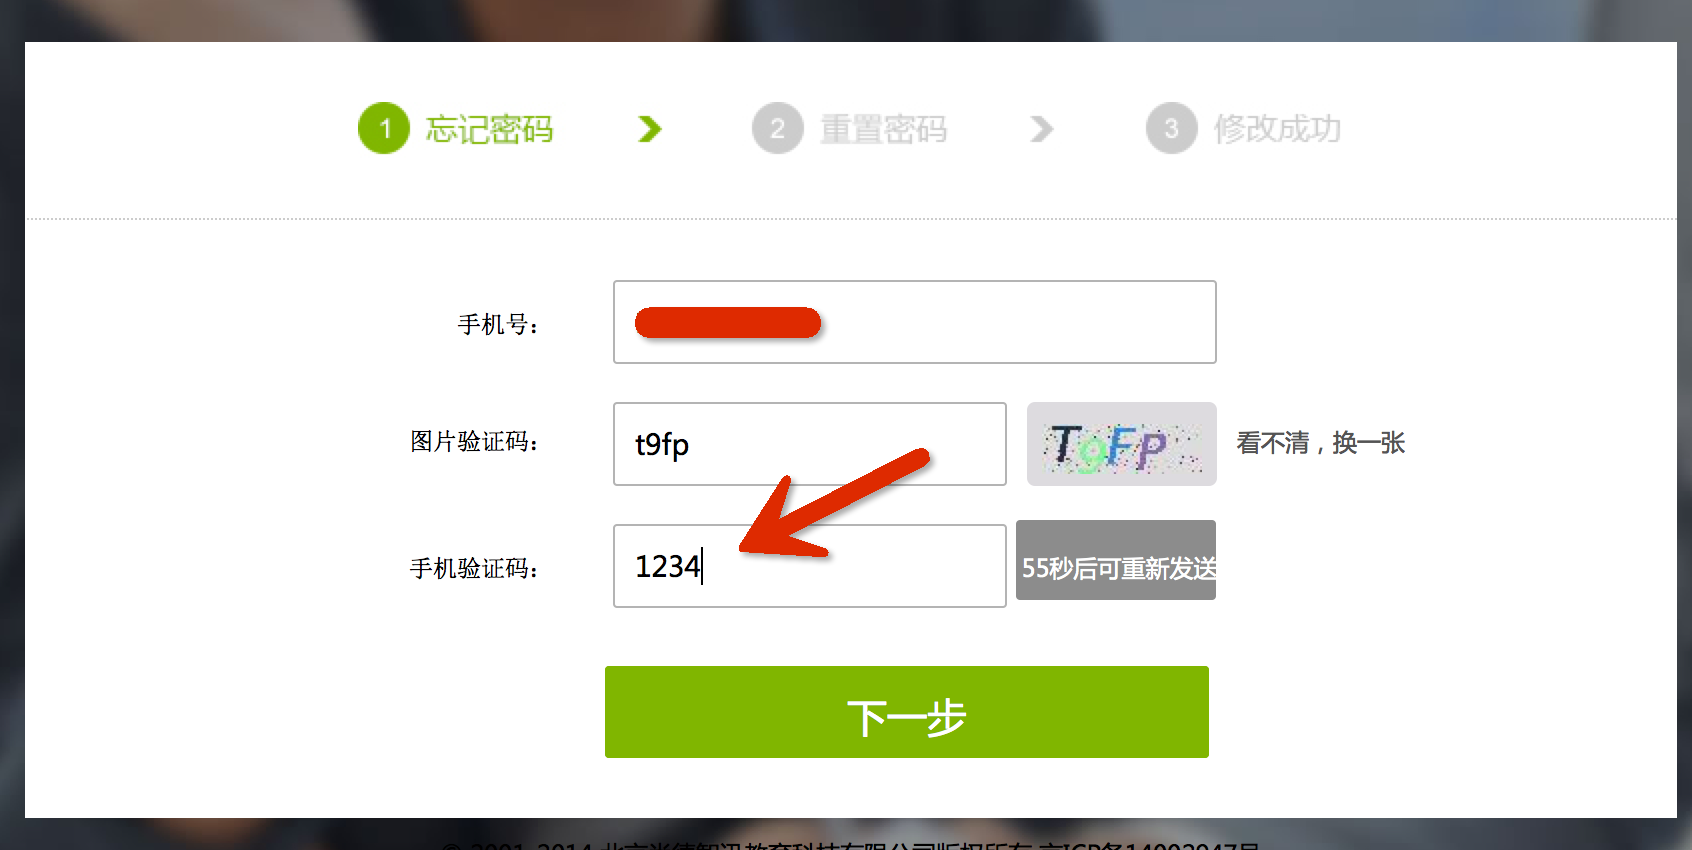 1 忘记密码 2 重置密码 3 修改成功
手机号：
图片验证码： t9fp T9FP 看不清，换一张
手机验证码： 1234 55秒后可重新发送
下一步